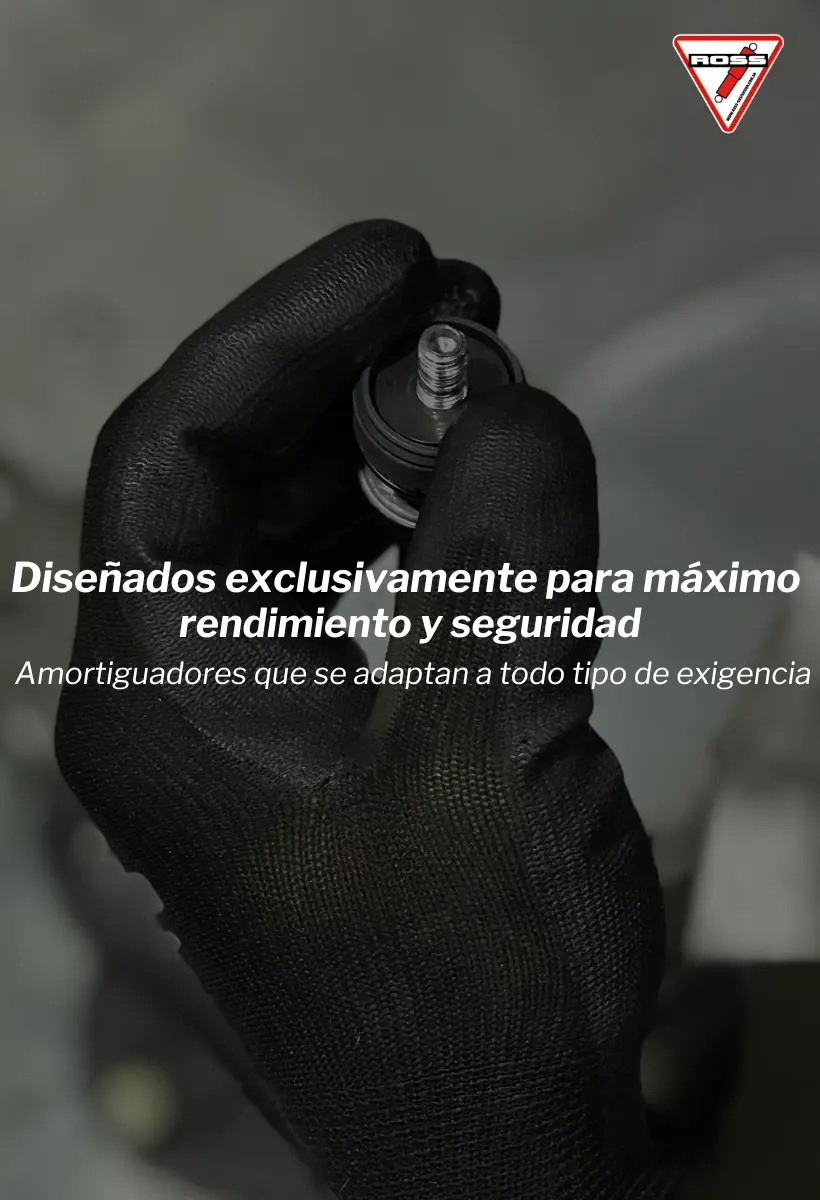 ROSS
Diseñados exclusivamente para máximo
rendimiento y seguridad
Amortiguadores que se adaptan a todo tipo de exigencia